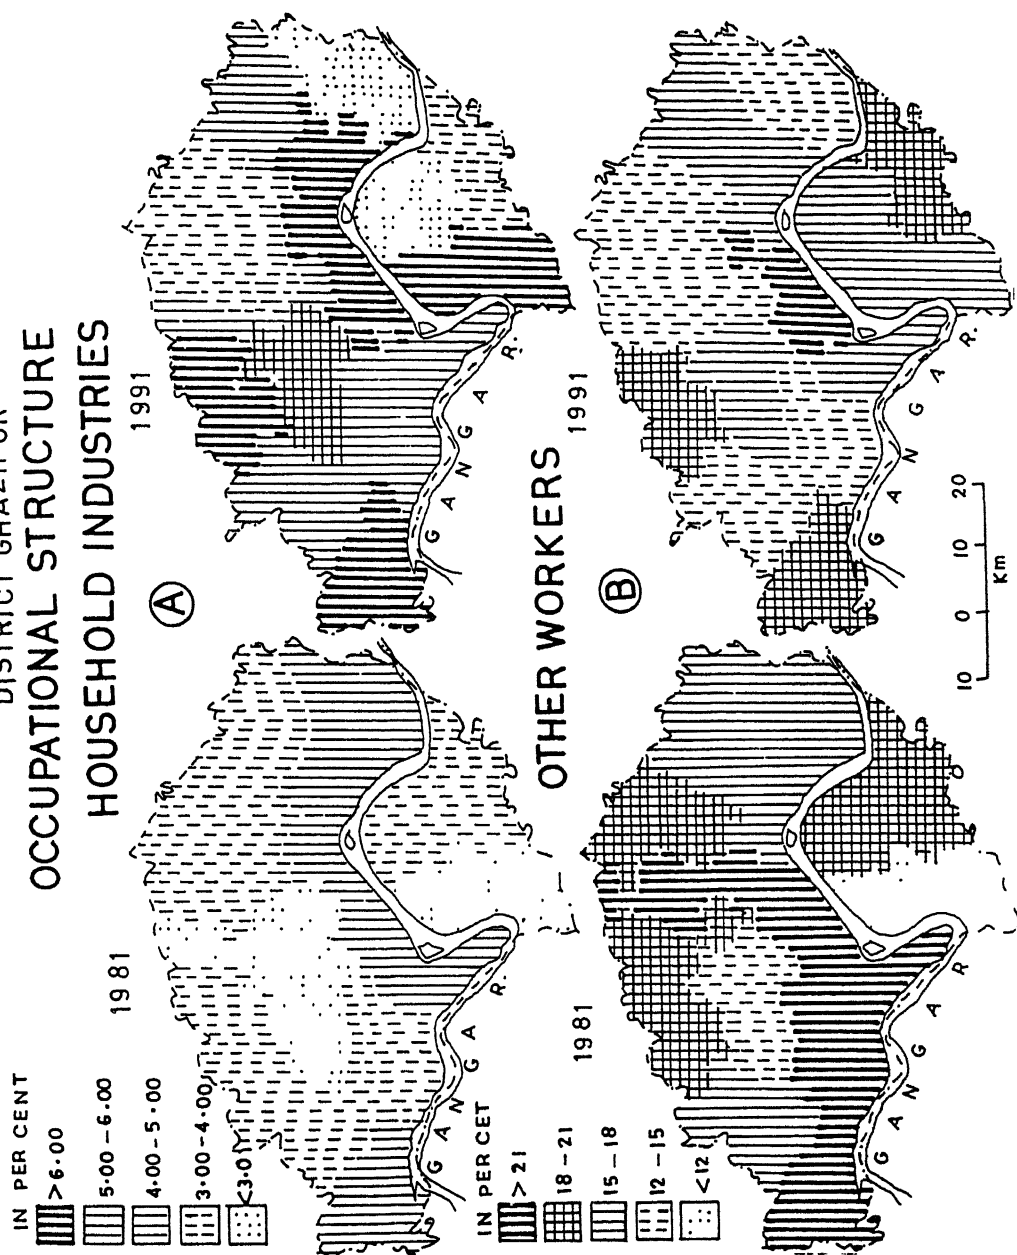 OCCUPATIONAL STRUCTURE
HOUSEHOLD INDUSTRIES
IN PER CENT
>6.00
5.00-6.00
4.00-5.00
3.00-4.00
<3.01
1981
1991
A
GANGA R.
GANGA R.
OTHER WORKERS
IN PER CET
>21
18-21
15-18
12-15
<12
1981
1991
B
GANGA R.
GANGA R.
10 0 10 20
Km